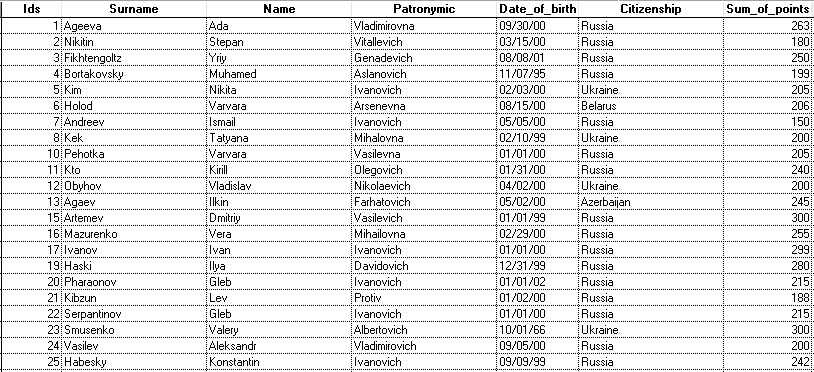 Ids Surname Name Patronymic Date_of_birth Citizenship Sum_of_points
1 Ageeva Ada Vladimirovna 09/30/00 Russia 263
2 Nikitin Stepan Vitallevich 03/15/00 Russia 180
3 Fikhtengoltz Yriy Genadevich 08/08/01 Russia 250
4 Bortakovsky Muhamed Aslanovich 11/07/95 Russia 199
5 Kim Nikita Ivanovich 02/03/00 Ukraine 205
6 Holod Varvara Arsenevna 08/15/00 Belarus 206
7 Andreev Ismail Ivanovich 05/05/00 Russia 150
8 Kek Tatyana Mihalovna 02/10/99 Ukraine 200
10 Pehotka Varvara Vasilevna 01/01/00 Russia 205
11 Kto Kirill Olegovich 01/31/00 Russia 240
12 Obyhov Vladislav Nikolaevich 04/02/00 Ukraine 200
13 Agaev Ilkin Farhatovich 05/02/00 Azerbaijan 245
15 Artemev Dmitriy Vasilevich 01/01/99 Russia 300
16 Mazurenko Vera Mihailovna 02/29/00 Russia 255
17 Ivanov Ivan Ivanovich 01/01/00 Russia 299
19 Haski Ilya Davidovich 12/31/99 Russia 280
20 Pharaonov Gleb Ivanovich 01/01/02 Russia 215
21 Kibzun Lev Protiv 01/02/00 Russia 188
22 Serpantinov Gleb Ivanovich 01/01/00 Russia 215
23 Smusenko Valery Albertovich 10/01/66 Ukraine 300
24 Vasilev Aleksandr Vladimirovich 09/05/00 Russia 200
25 Habesky Konstantin Ivanovich 09/09/99 Russia 242